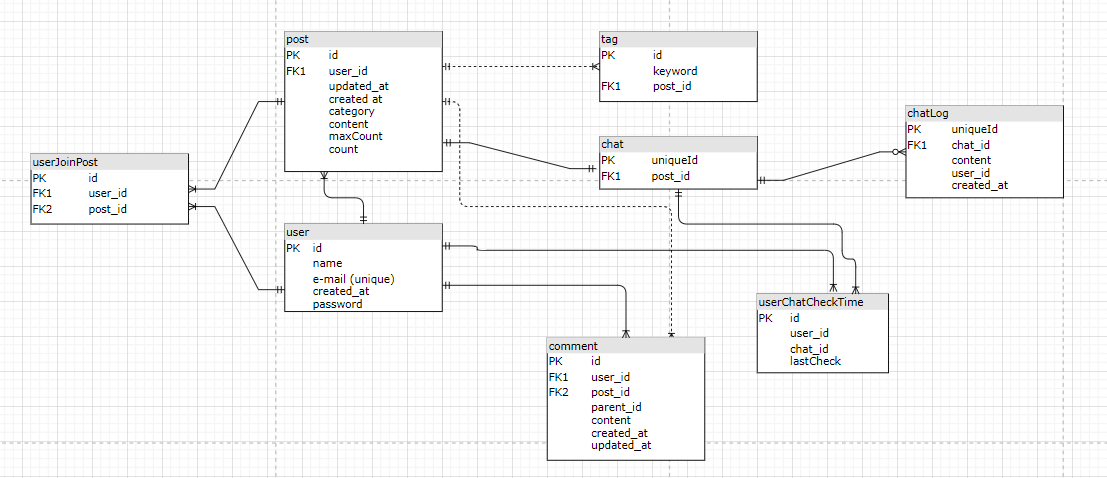 post
PK id
FK1 user_id
updated_at
created at
category
content
maxCount
count
tag
PK id
keyword
FK1 post_id
chatLog
PK uniqueId
FK1 chat_id
content
user_id
created_at
chat
PK uniqueId
FK1 post_id
userJoinPost
PK id
FK1 user_id
FK2 post_id
user
PK id
name
e-mail (unique)
created_at
password
userChatCheckTime
PK id
user_id
chat_id
lastCheck
comment
PK id
FK1 user_id
FK2 post_id
parent_id
content
created_at
updated_at